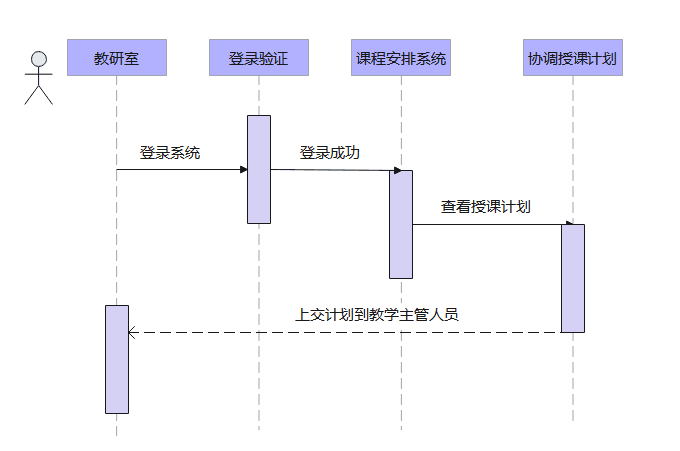 教研室
登录验证
课程安排系统
协调授课计划
登录系统
登录成功
查看授课计划
上交计划到教学主管人员